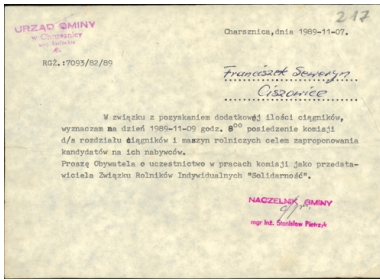 217
URZĄD GMINY
w Charsznicy
Charsznica,dnia 1989-11-07.
RGŻ.:7093/82/89
Franciszek Seweryn
Ciszowice
W związku z pozyskaniem dodatkowej ilości ciągników,
wyznaczam na dzień 1989-11-09 godz. 8oo posiedzenie komisji
d/s rozdziału ciągników i maszyn rolniczych celem zaproponowania
kandydatów na ich nabywców.
Proszę Obywatela o uczestnictwo w pracach komisji jako przedsta-
wiciela Związku Rolników Indywidualnych "Solidarność".
NACZELNIK GMINY
mgr inż. Stanisław Pietrzyk